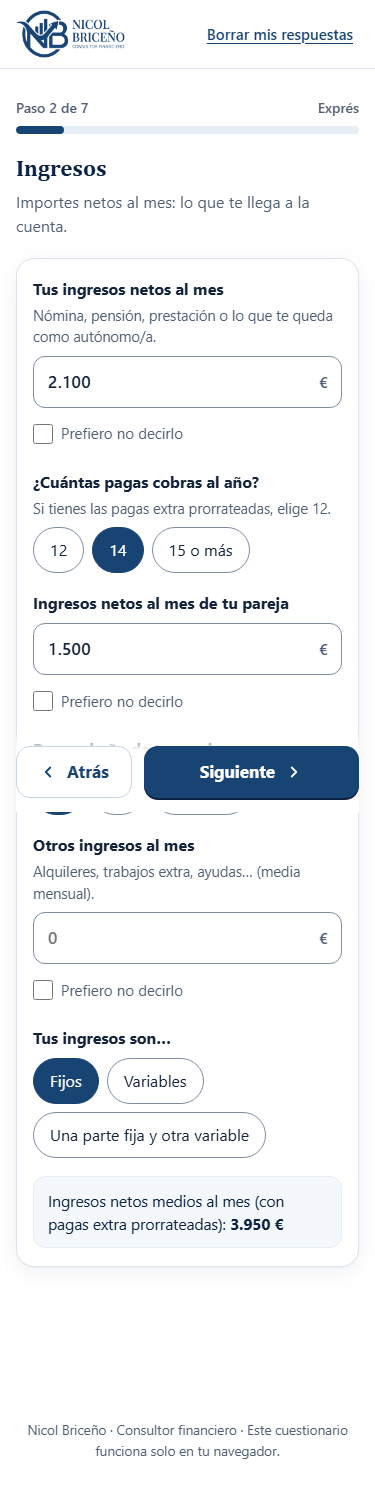 NICOL
BRICEÑO
CONSULTOR FINANCIERO
Borrar mis respuestas
Paso 2 de 7
Exprés
Ingresos
Importes netos al mes: lo que te llega a la
cuenta.
Tus ingresos netos al mes
Nómina, pensión, prestación o lo que te queda
como autónomo/a.
2.100 €
Prefiero no decirlo
¿Cuántas pagas cobras al año?
Si tienes las pagas extra prorrateadas, elige 12.
12 14 15 o más
Ingresos netos al mes de tu pareja
1.500 €
Prefiero no decirlo
Atrás Siguiente
Otros ingresos al mes
Alquileres, trabajos extra, ayudas... (media
mensual).
0 €
Prefiero no decirlo
Tus ingresos son...
Fijos Variables
Una parte fija y otra variable
Ingresos netos medios al mes (con
pagas extra prorrateadas): 3.950 €
Nicol Briceño · Consultor financiero · Este cuestionario
funciona solo en tu navegador.